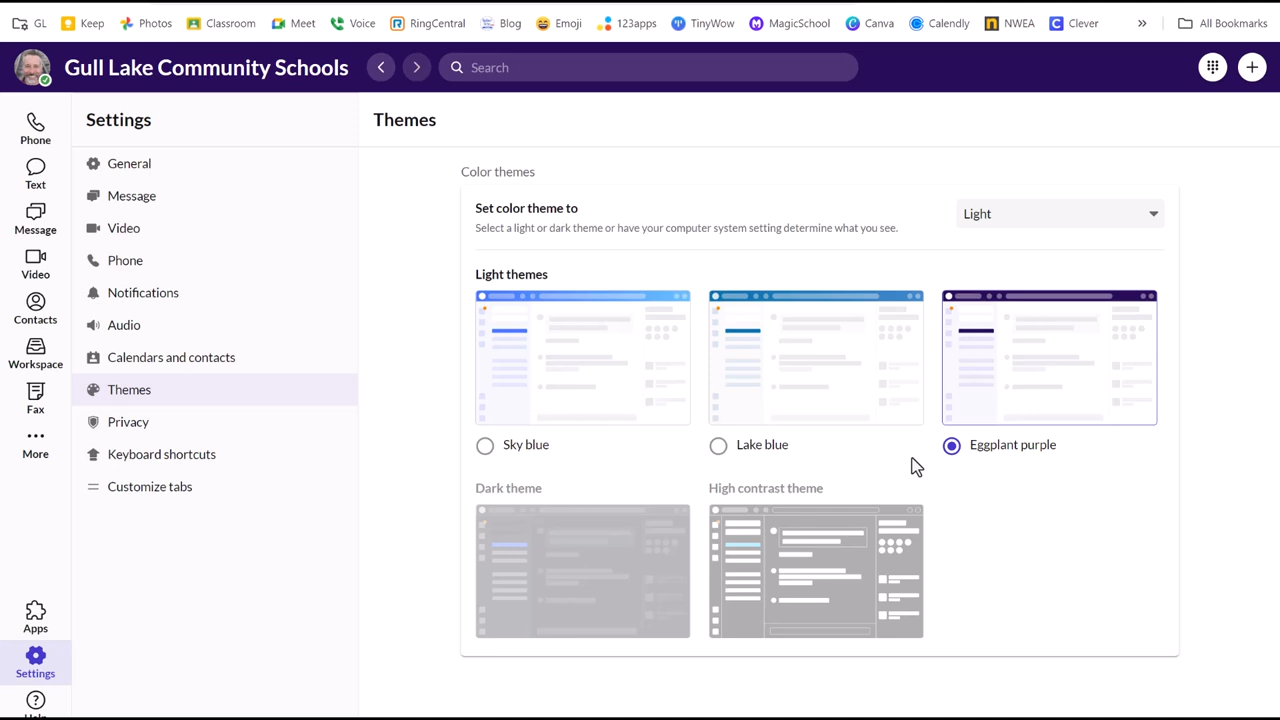 GL Keep Photos Classroom Meet Voice RingCentral Blog Emoji 123apps TinyWow MagicSchool Canva Calendly NWEA Clever » All Bookmarks
Gull Lake Community Schools Search
Phone
Text
Message
Video
Contacts
Workspace
Fax
More
Apps
Settings
Help
Settings
General
Message
Video
Phone
Notifications
Audio
Calendars and contacts
Themes
Privacy
Keyboard shortcuts
Customize tabs
Themes
Color themes
Set color theme to
Select a light or dark theme or have your computer system setting determine what you see.
Light
Light themes
Sky blue Lake blue Eggplant purple
Dark theme High contrast theme